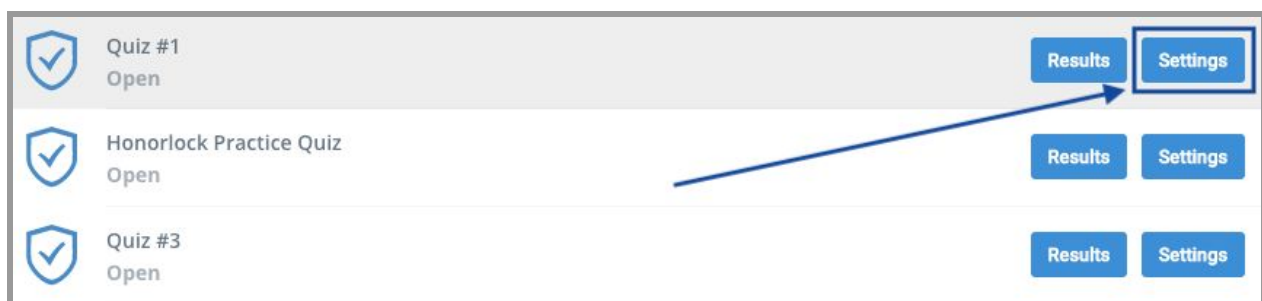 Quiz #1
Open
Results
Settings
Honorlock Practice Quiz
Open
Results
Settings
Quiz #3
Open
Results
Settings